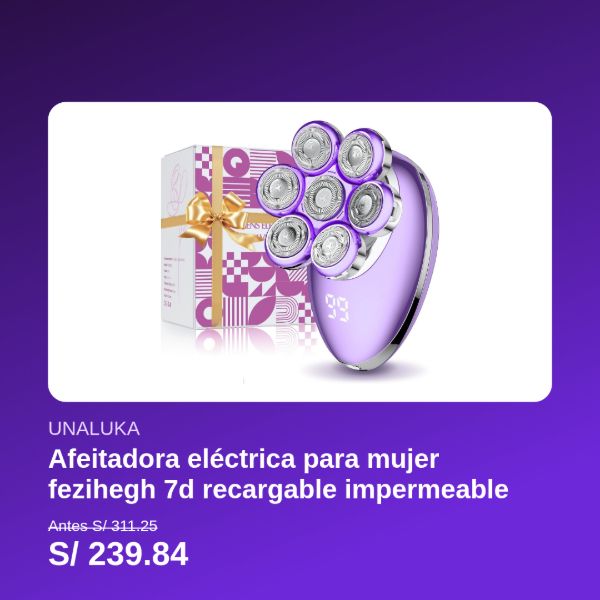 99
UNALUKA
Afeitadora eléctrica para mujer
fezihegh 7d recargable impermeable
Antes S/ 311.25
S/ 239.84